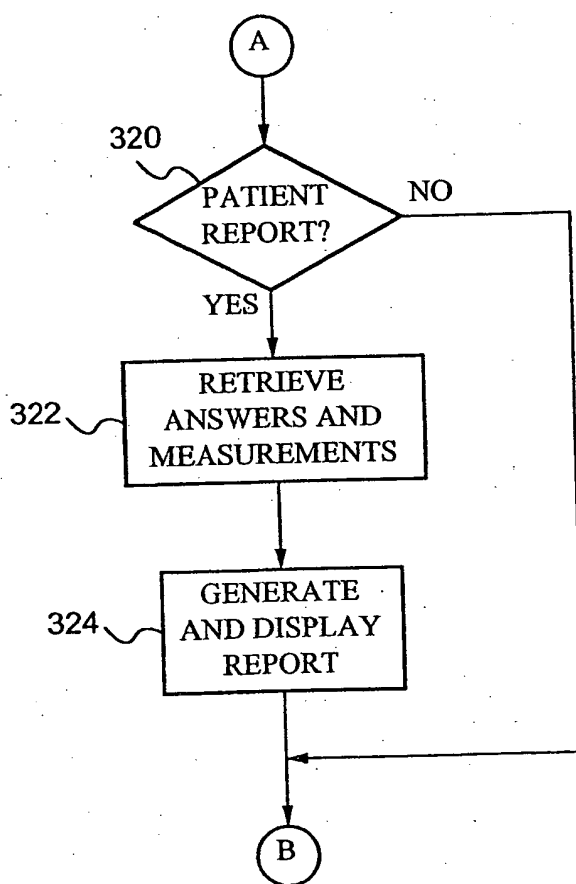 A
320
PATIENT
REPORT?
NO
YES
322
RETRIEVE
ANSWERS AND
MEASUREMENTS
324
GENERATE
AND DISPLAY
REPORT
B